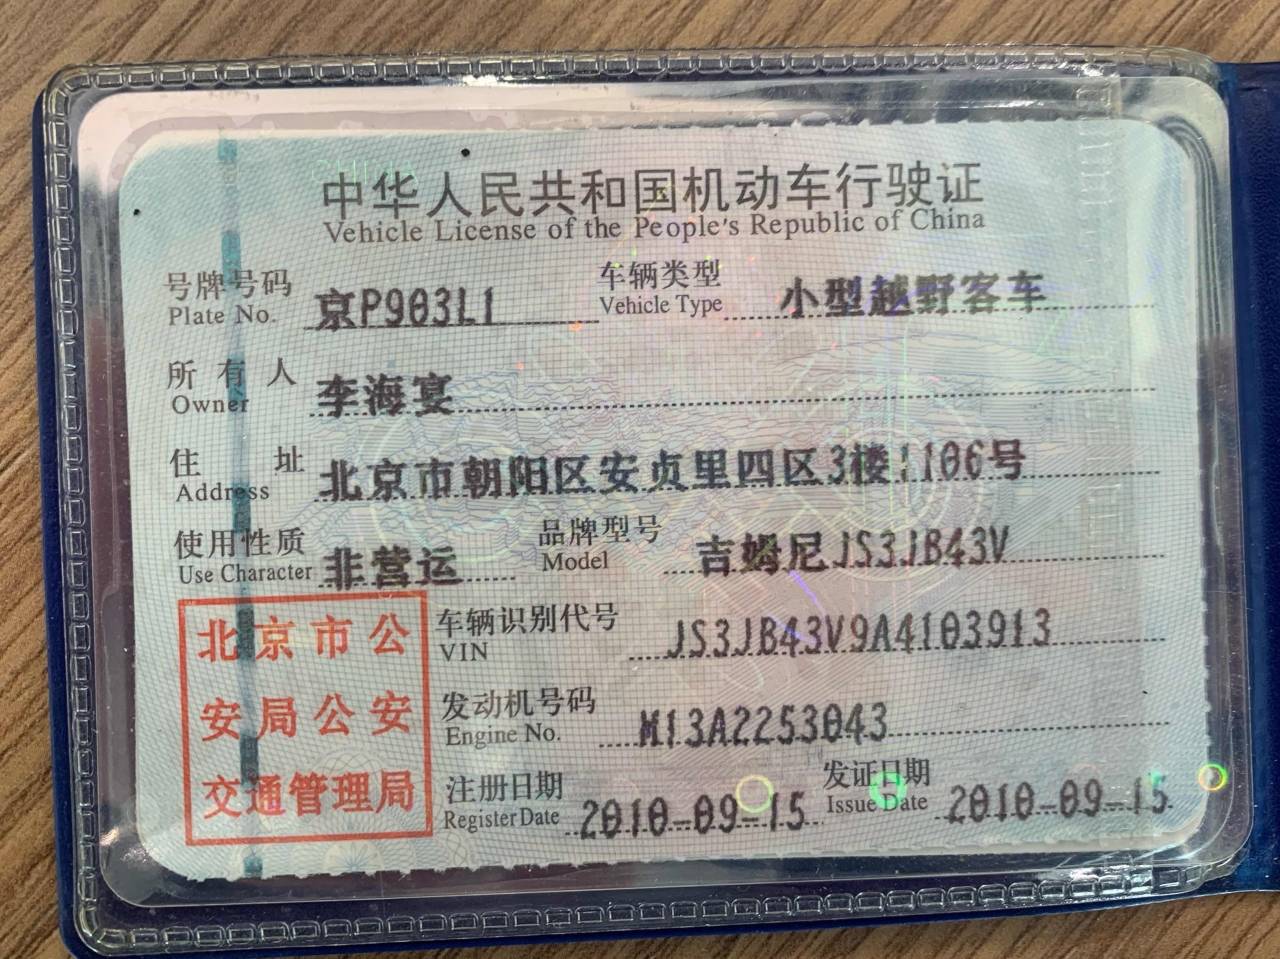 中华人民共和国机动车行驶证
Vehicle License of the People's Republic of China
号牌号码 京P903L1 车辆类型 小型越野客车
Plate No. Vehicle Type
所有人 李海宴
Owner
住址 北京市朝阳区安贞里四区3楼1106号
Address
使用性质 非营运 品牌型号 吉姆尼JS3JB43V
Use Character Model
北京市公
安局公安
交通管理局
车辆识别代号 JS3JB43V9A4103913
VIN
发动机号码 M13A2253043
Engine No.
注册日期 2010-09-15 发证日期 2010-09-15
Register Date Issue Date